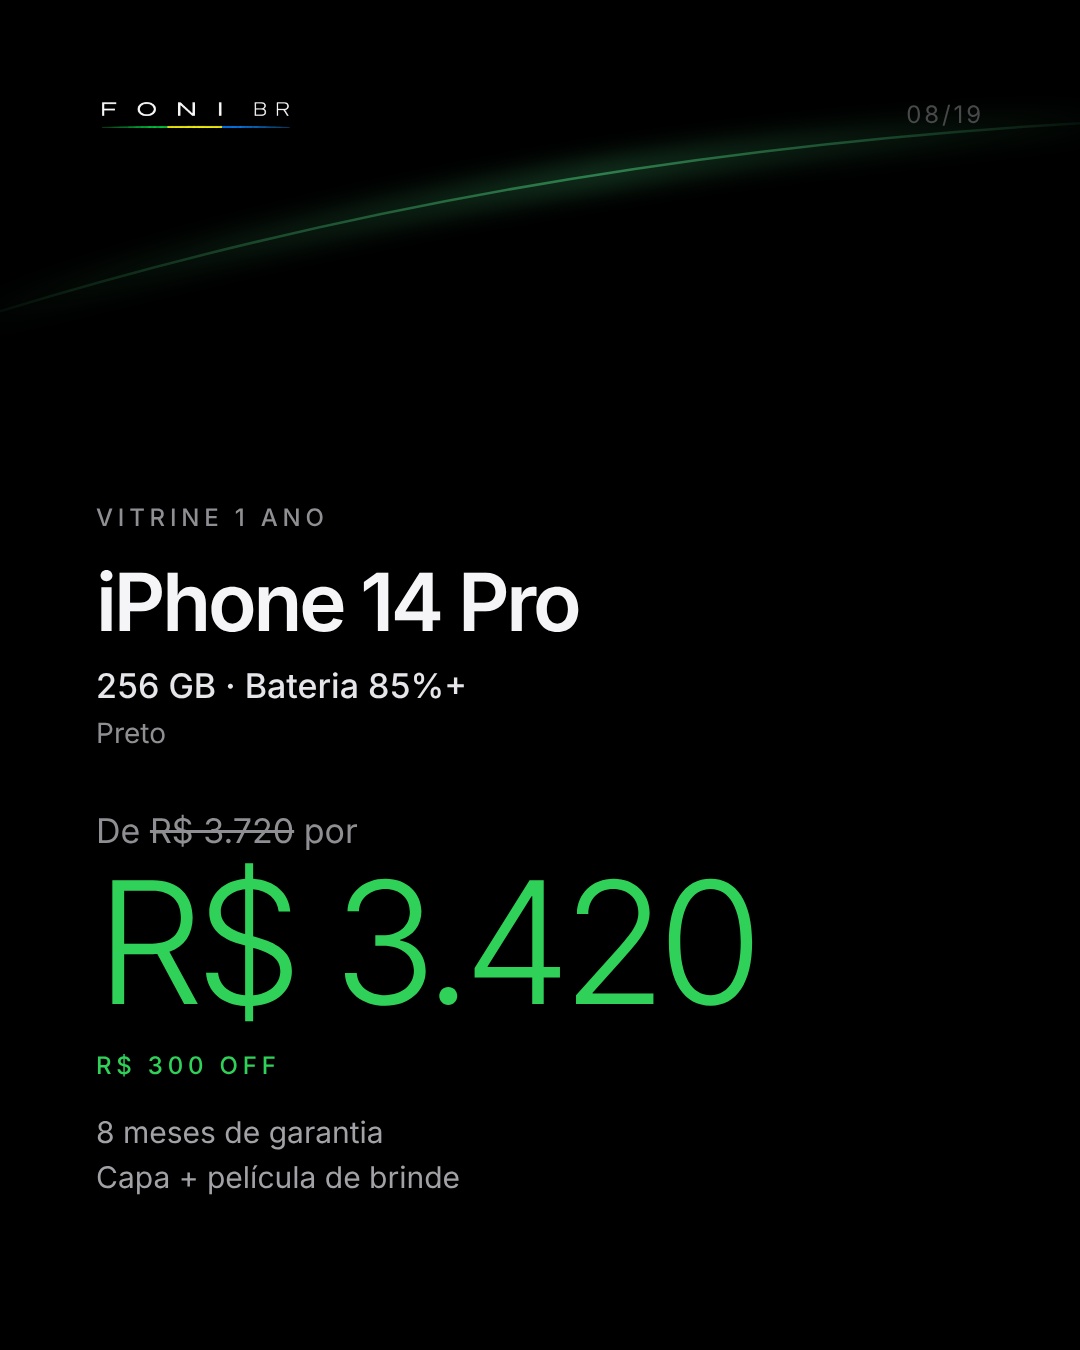 FONI BR
08/19
VITRINE 1 ANO
iPhone 14 Pro
256 GB · Bateria 85%+
Preto
De R$ 3.720 por
R$ 3.420
R$ 300 OFF
8 meses de garantia
Capa + película de brinde